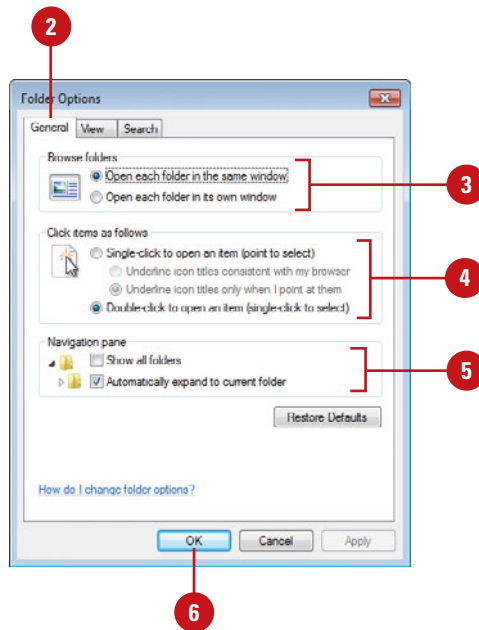 2
Folder Options
General View Search
Browse folders
Open each folder in the same window
3
Open each folder in its own window
Click items as follows
Single-click to open an item (point to select)
Underline icon titles consistent with my browser
4
Underline icon titles only when I point at them
Double-click to open an item (single-click to select)
Navigation pane
Show all folders
5
Automatically expand to current folder
Restore Defaults
How do I change folder options?
OK Cancel Apply
6